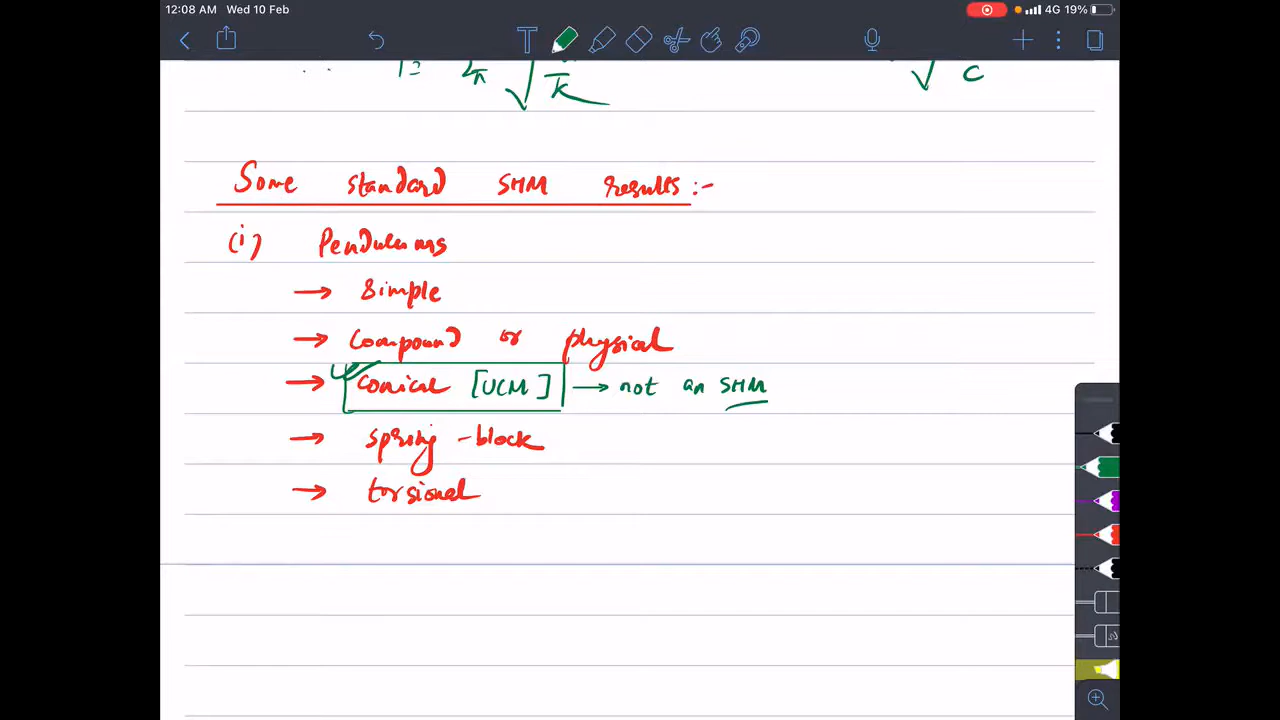 12:08 AM Wed 10 Feb
4G 19%
T
√ k
√ c
Some standard SHM results :-
(i) Pendulums
→ Simple
→ Compound or physical
→ Conical [UCM] → not an SHM
→ spring - block
→ torsional